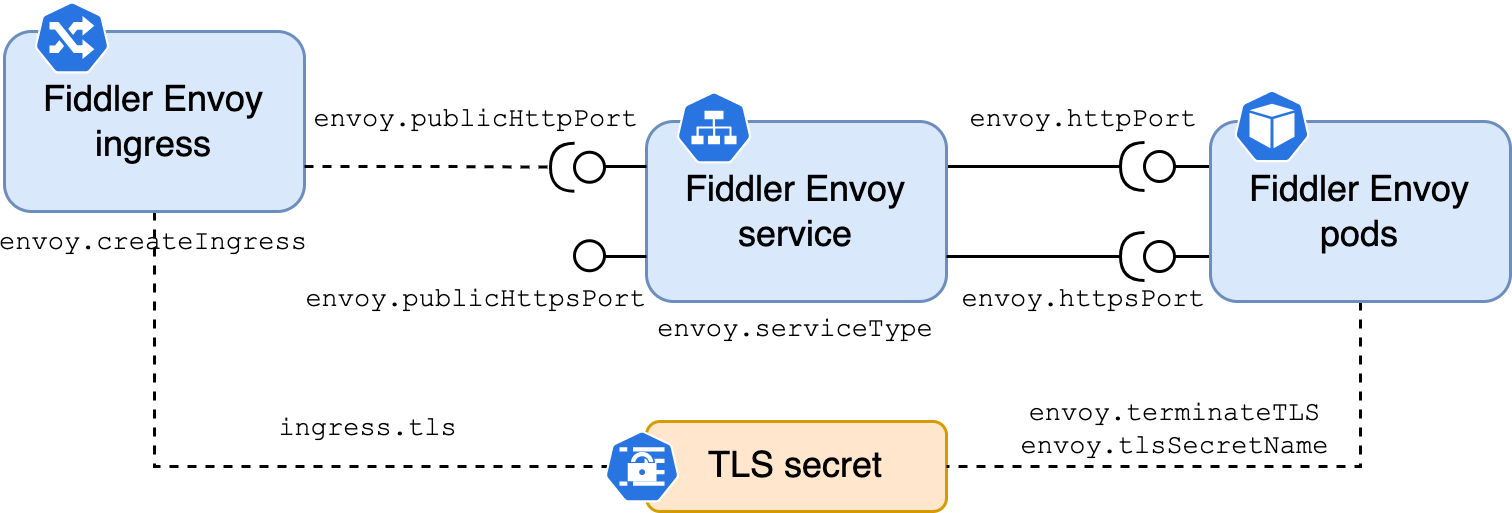 Fiddler Envoy
ingress
envoy.createIngress
envoy.publicHttpPort
envoy.publicHttpsPort
Fiddler Envoy
service
envoy.serviceType
envoy.httpPort
envoy.httpsPort
Fiddler Envoy
pods
ingress.tls
TLS secret
envoy.terminateTLS
envoy.tlsSecretName